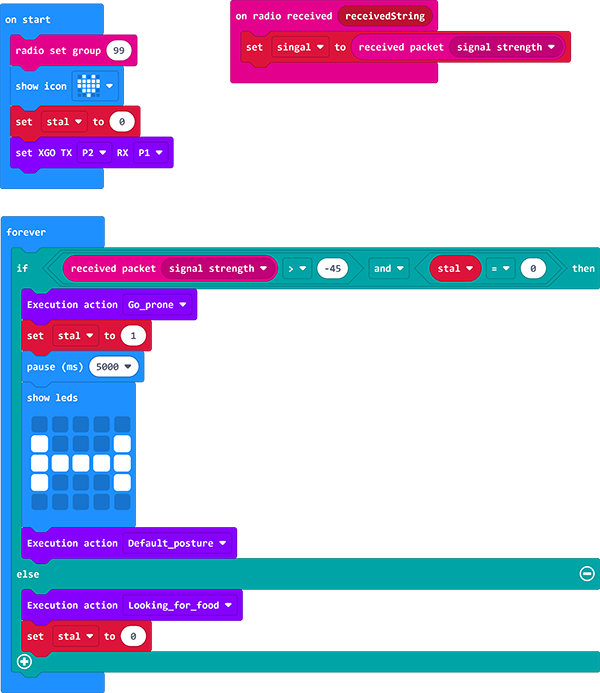 on start
radio set group 99
show icon
set stal to 0
set XGO TX P2 RX P1
on radio received receivedString
set singal to received packet signal strength
forever
if received packet signal strength > -45 and stal = 0 then
Execution action Go_prone
set stal to 1
pause (ms) 5000
show leds
Execution action Default_posture
else
Execution action Looking_for_food
set stal to 0